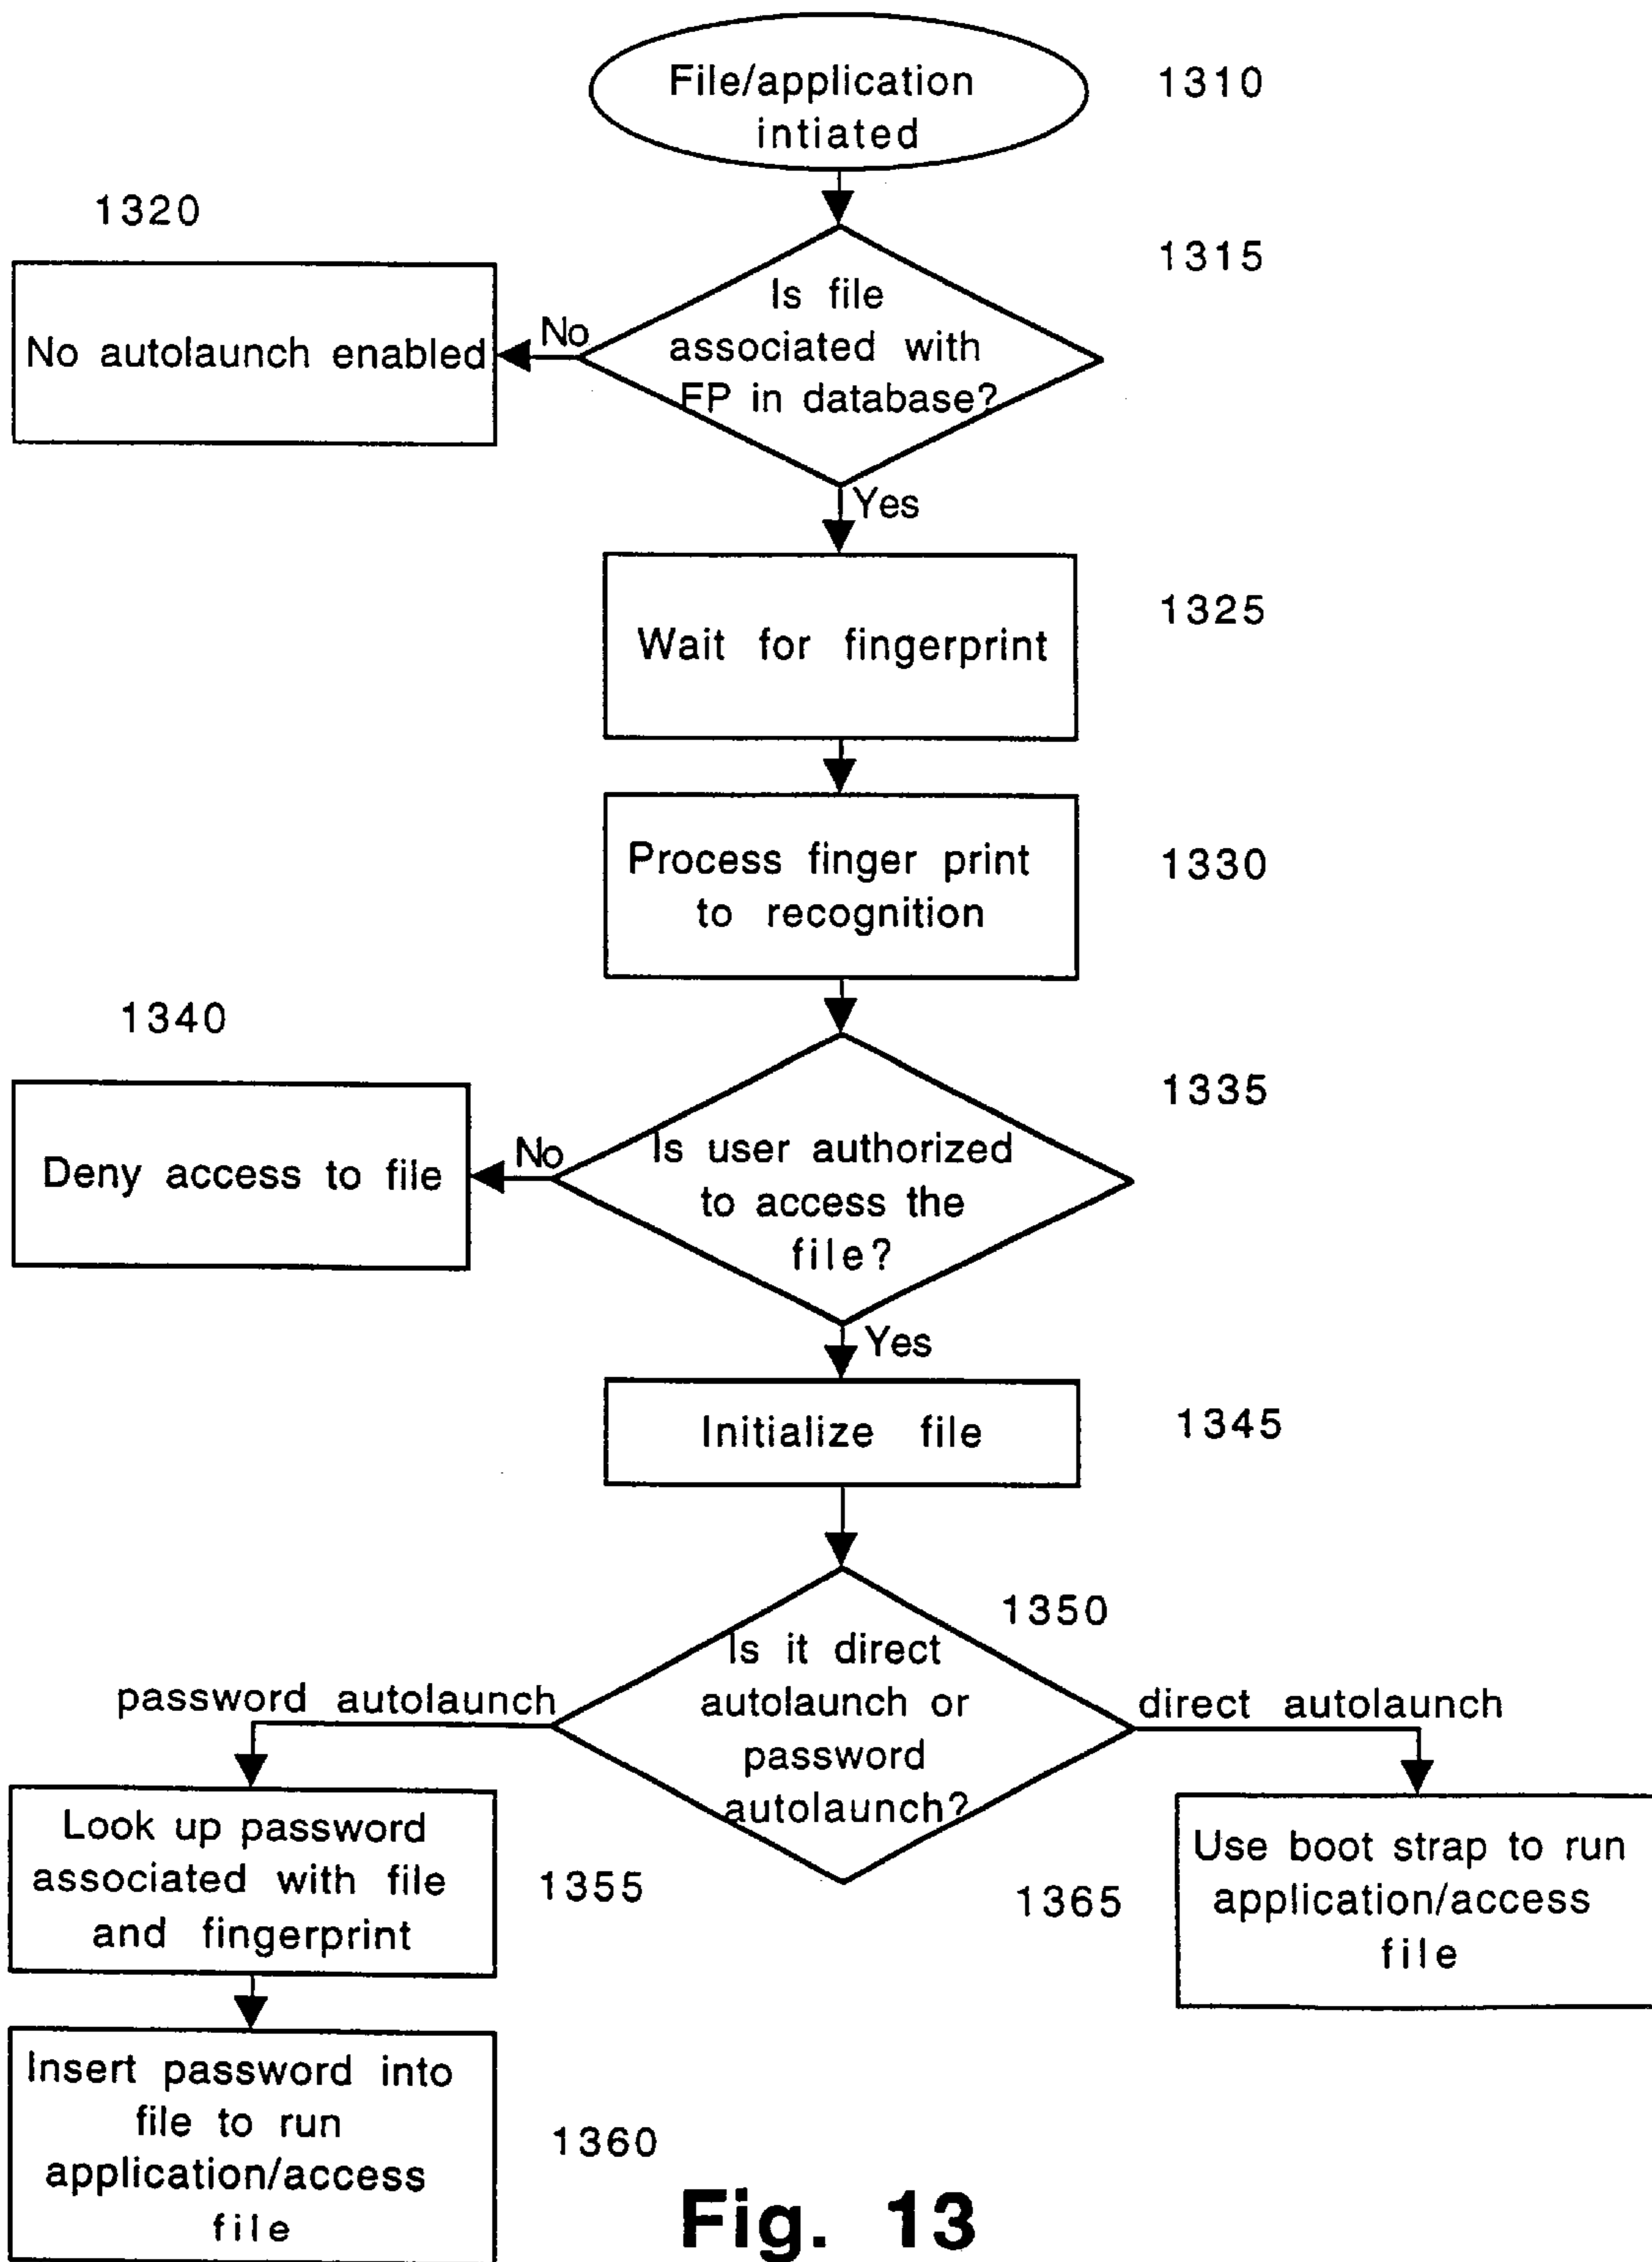 File/application
intiated
1310
1320
1315
Is file
associated with
FP in database?
No
No autolaunch enabled
Yes
Wait for fingerprint
1325
Process finger print
to recognition
1330
1340
1335
Is user authorized
to access the
file?
No
Deny access to file
Yes
Initialize file
1345
1350
Is it direct
autolaunch or
password
autolaunch?
password autolaunch
direct autolaunch
Look up password
associated with file
and fingerprint
1355
1365
Use boot strap to run
application/access
file
Insert password into
file to run
application/access
file
1360
Fig. 13